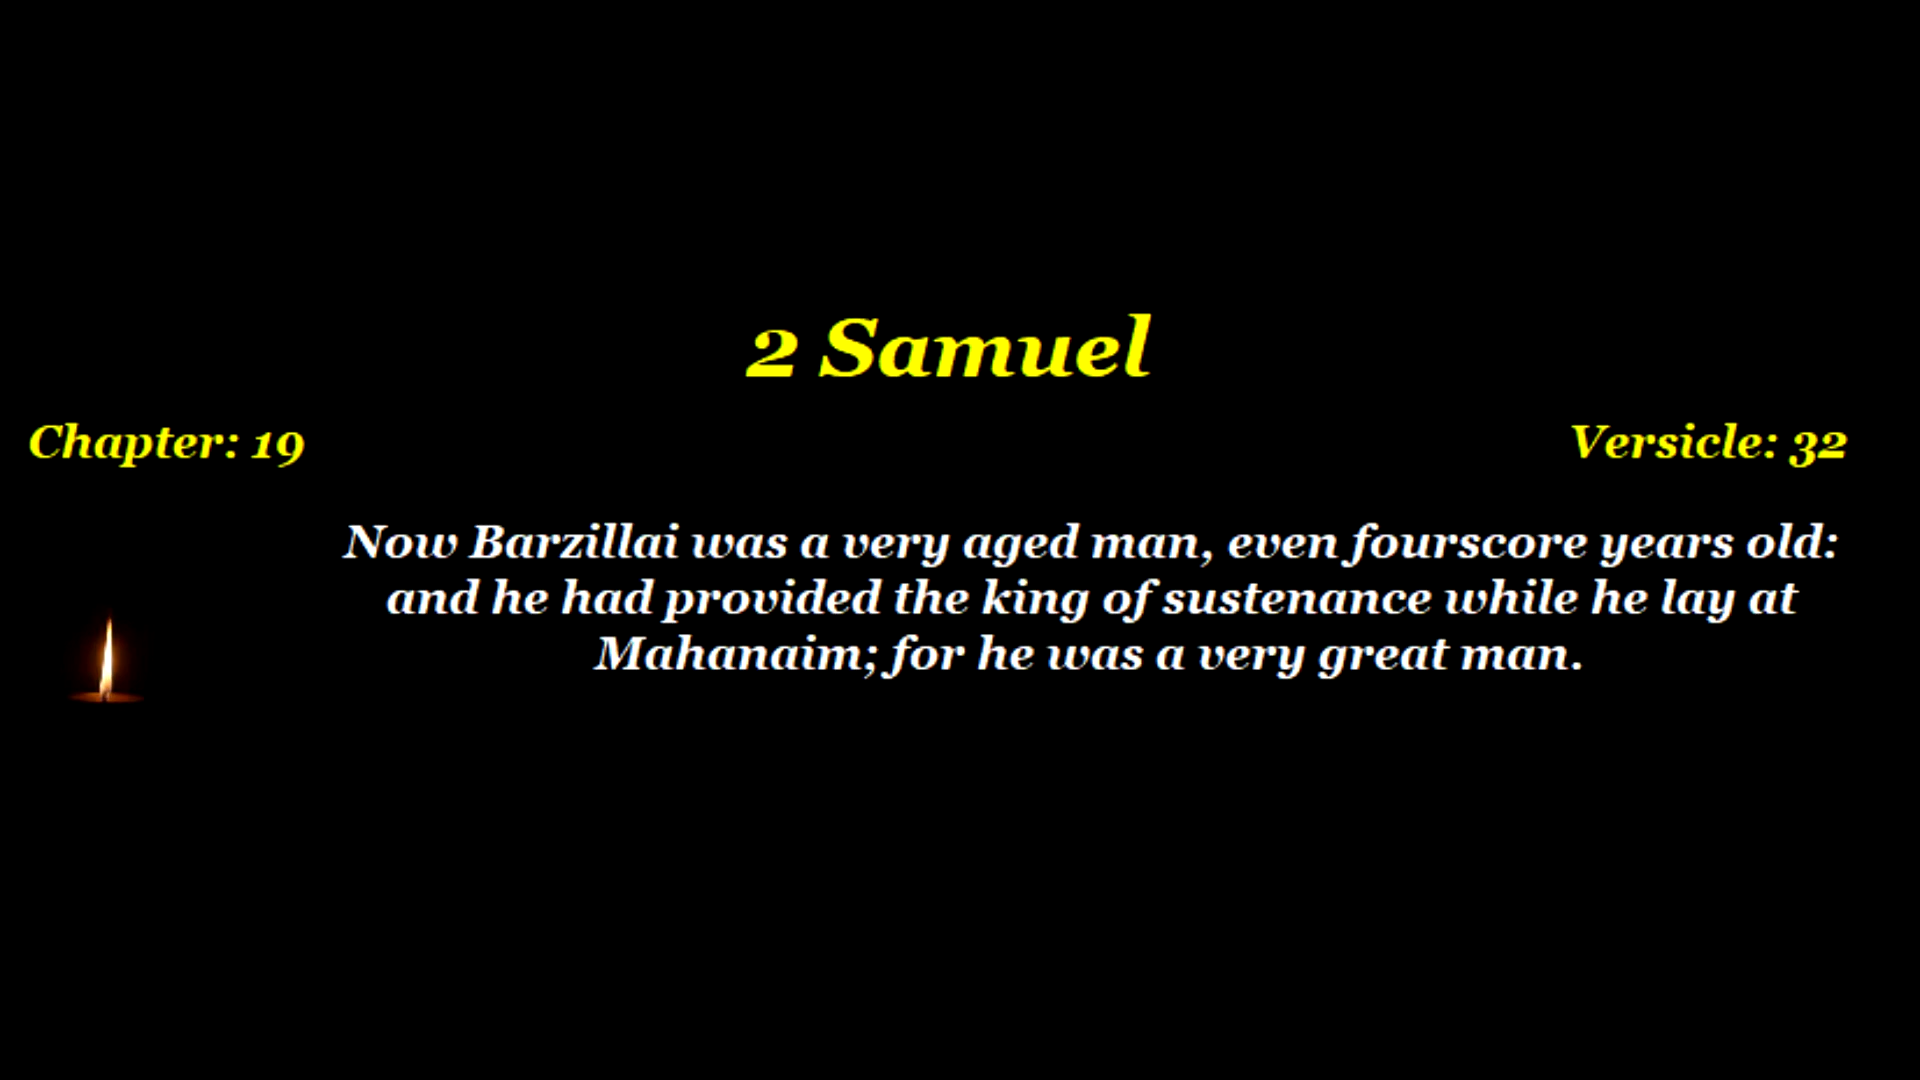 2 Samuel
Chapter: 19
Versicle: 32
Now Barzillai was a very aged man, even fourscore years old:
and he had provided the king of sustenance while he lay at
Mahanaim; for he was a very great man.